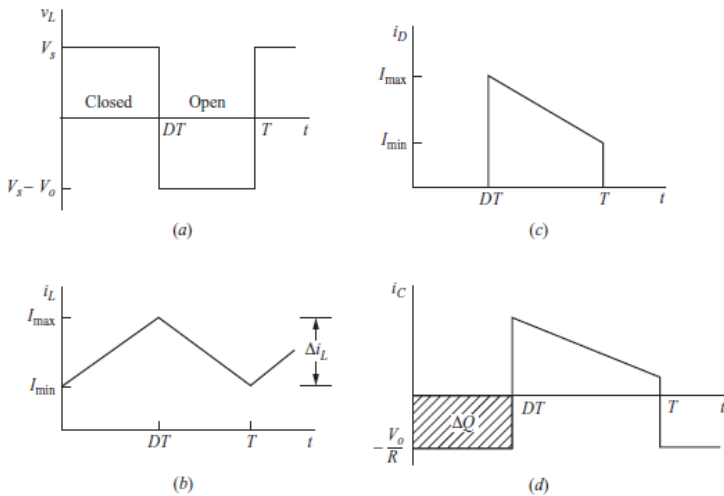 v_L
V_s
Closed
Open
DT
T
t
V_s – V_o
(a)
i_D
I_max
I_min
DT
T
t
(c)
i_L
I_max
Δi_L
I_min
DT
T
t
(b)
i_C
DT
T
t
ΔQ
–V_o/R
(d)